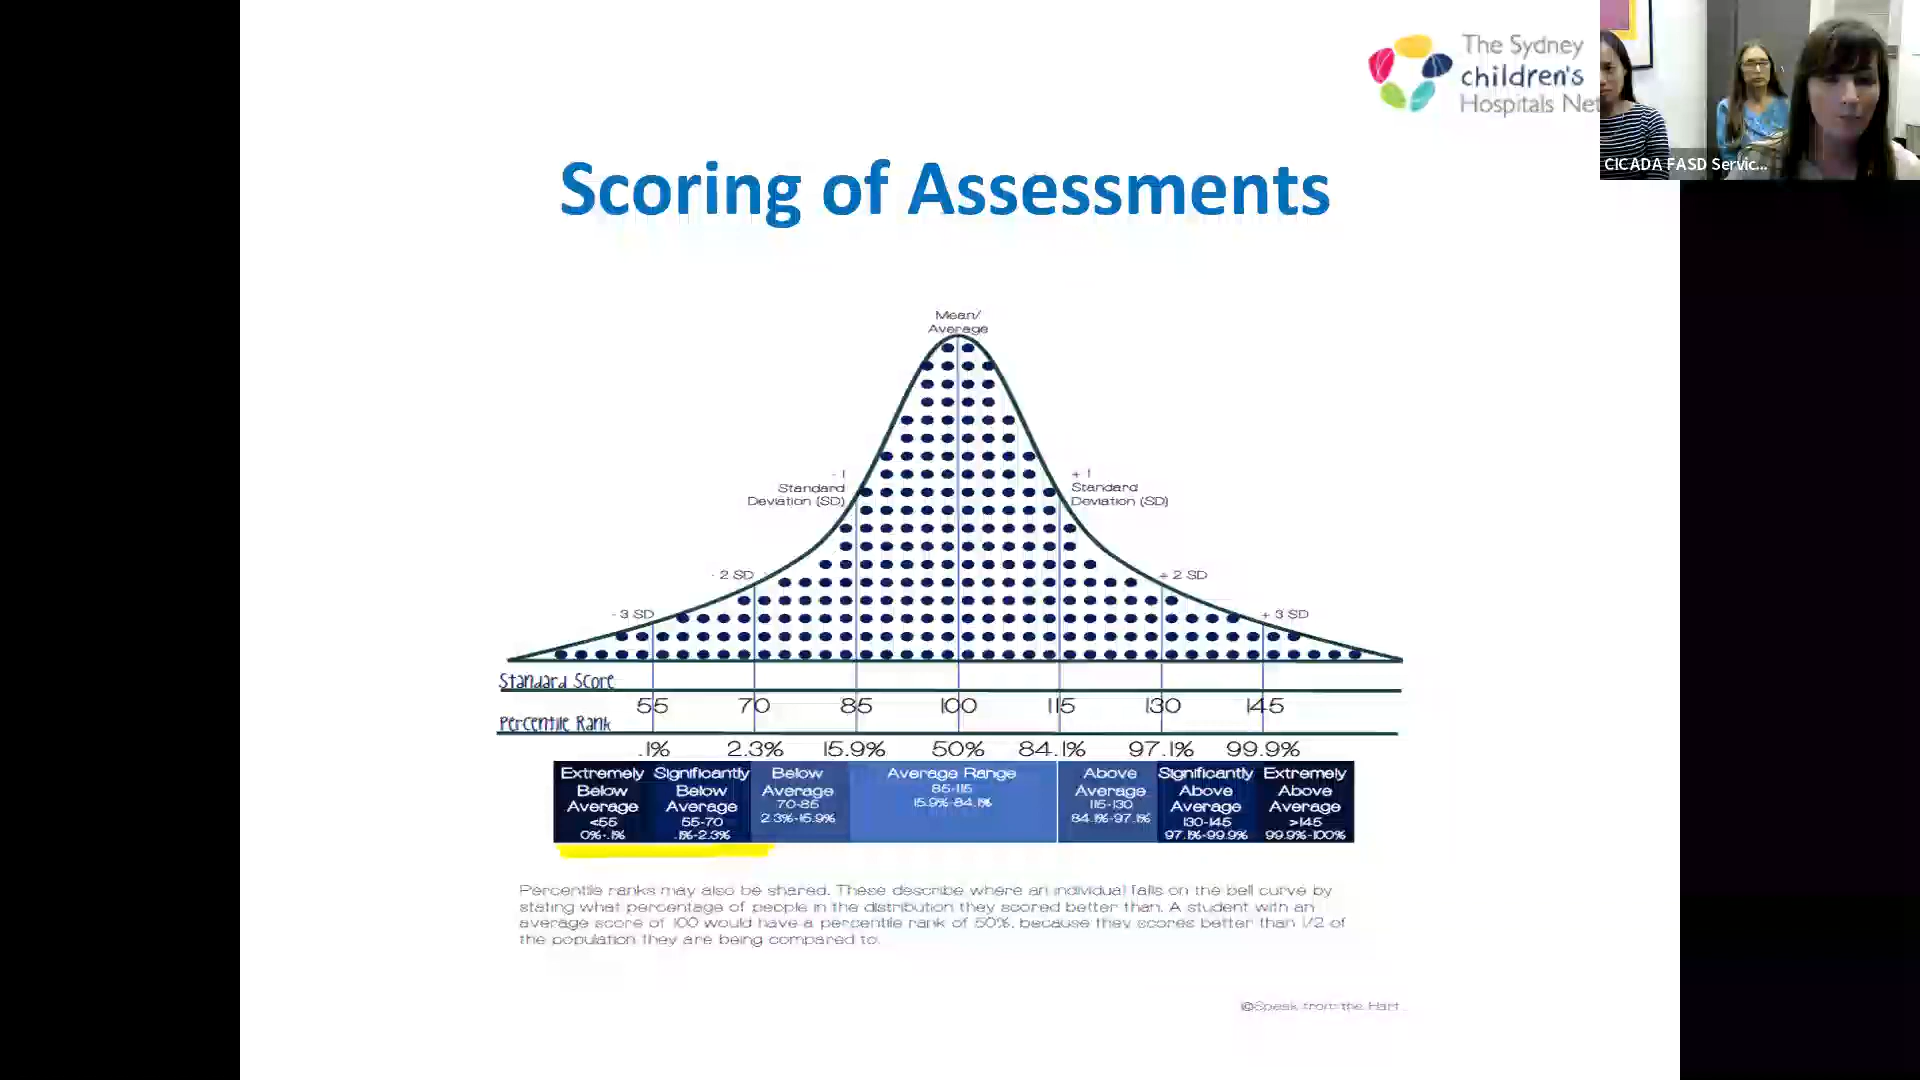 The Sydney
children's
Hospitals Net
CICADA FASD Servic...
Scoring of Assessments
Mean/
Average
- 1
Standard
Deviation (SD)
+ 1
Standard
Deviation (SD)
- 2 SD
+ 2 SD
- 3 SD
+ 3 SD
Standard Score
55 70 85 100 115 130 145
Percentile Rank
.1% 2.3% 15.9% 50% 84.1% 97.1% 99.9%
Extremely
Below
Average
<55
0%-.1%
Significantly
Below
Average
55-70
.1%-2.3%
Below
Average
70-85
2.3%-15.9%
Average Range
85-115
15.9%-84.1%
Above
Average
115-130
84.1%-97.1%
Significantly
Above
Average
130-145
97.1%-99.9%
Extremely
Above
Average
>145
99.9%-100%
Percentile ranks may also be shared. These describe where an individual falls on the bell curve by
stating what percentage of people in the distribution they scored better than. A student with an
average score of 100 would have a percentile rank of 50%, because they scores better than 1/2 of
the population they are being compared to.
©Speak from the Hart